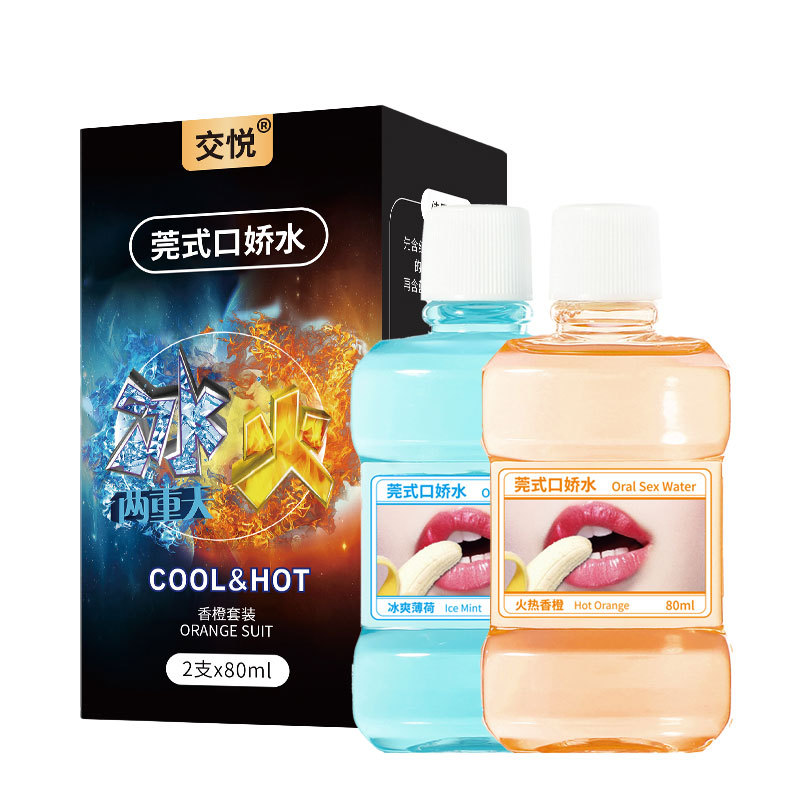 交悦®
莞式口娇水
冰火
两重天
COOL&HOT
香橙套装
ORANGE SUIT
2支x80ml
莞式口娇水
冰爽薄荷 Ice Mint
莞式口娇水 Oral Sex Water
火热香橙 Hot Orange 80ml